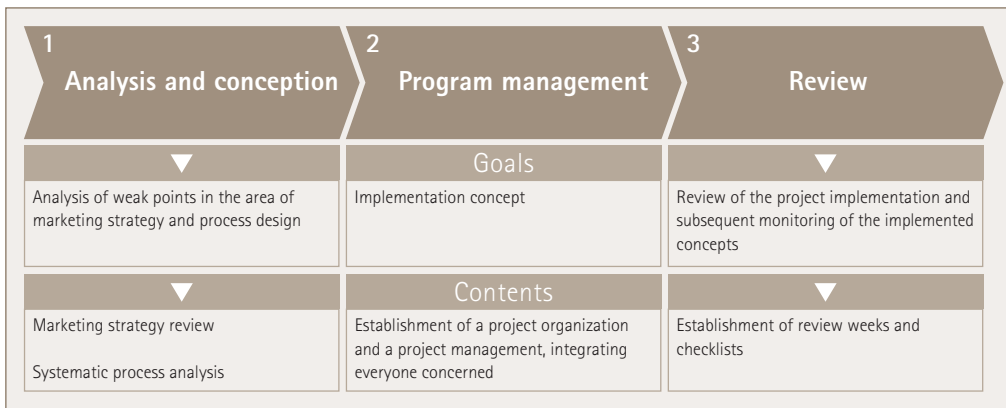 1
Analysis and conception
2
Program management
3
Review
Goals
Analysis of weak points in the area of
marketing strategy and process design
Implementation concept
Review of the project implementation and
subsequent monitoring of the implemented
concepts
Contents
Marketing strategy review
Systematic process analysis
Establishment of a project organization
and a project management, integrating
everyone concerned
Establishment of review weeks and
checklists